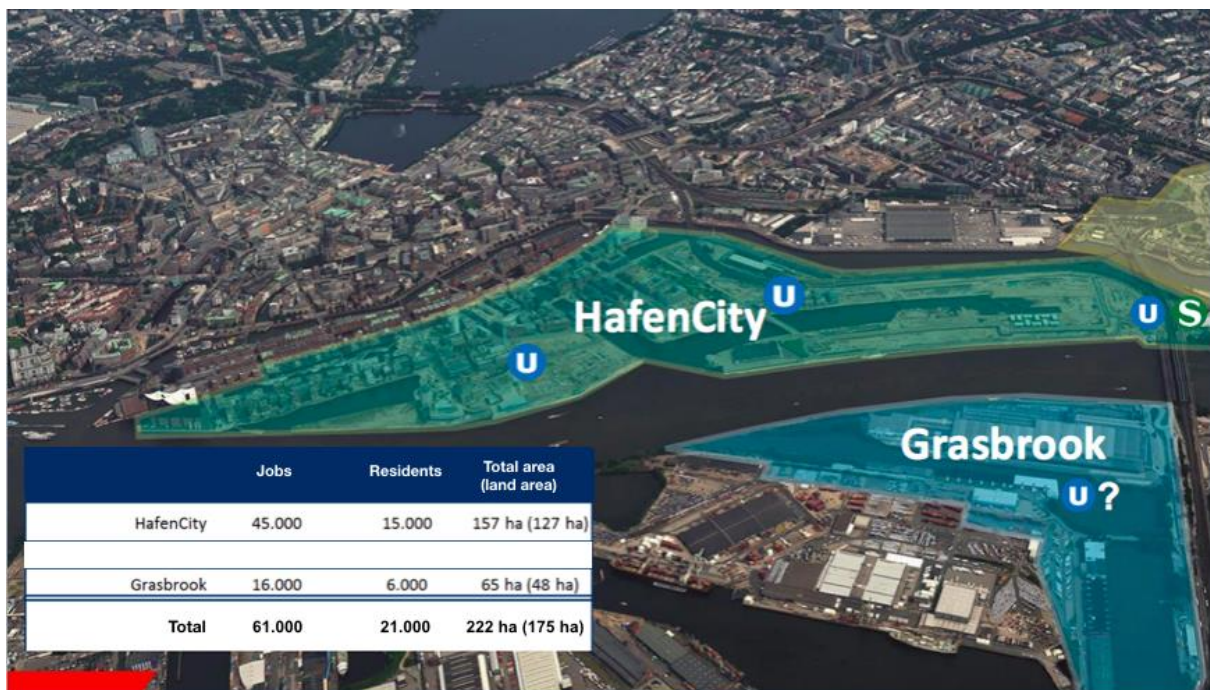 HafenCity
U
U
U
SA
Grasbrook
U ?
Jobs Residents Total area
(land area)
HafenCity 45.000 15.000 157 ha (127 ha)
Grasbrook 16.000 6.000 65 ha (48 ha)
Total 61.000 21.000 222 ha (175 ha)